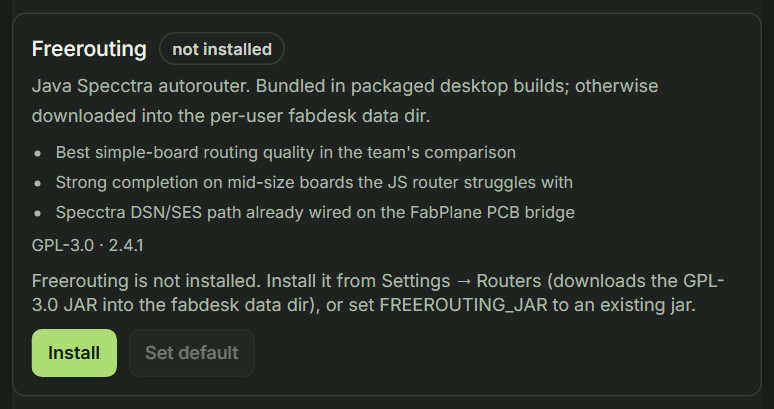 Freerouting not installed
Java Specctra autorouter. Bundled in packaged desktop builds; otherwise
downloaded into the per-user fabdesk data dir.
• Best simple-board routing quality in the team's comparison
• Strong completion on mid-size boards the JS router struggles with
• Specctra DSN/SES path already wired on the FabPlane PCB bridge
GPL-3.0 · 2.4.1
Freerouting is not installed. Install it from Settings → Routers (downloads the GPL-
3.0 JAR into the fabdesk data dir), or set FREEROUTING_JAR to an existing jar.
Install Set default